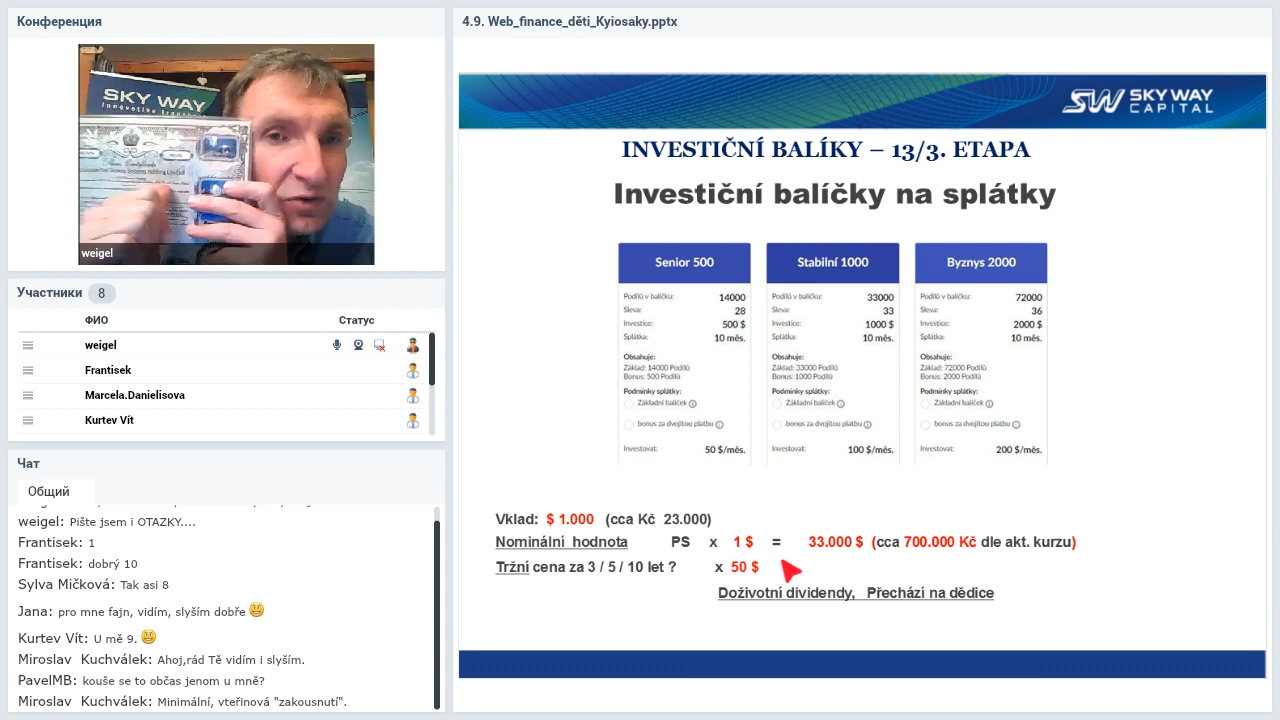 Конференция
SKY WAY
weigel
Участники 8
ФИО Статус
weigel
Frantisek
Marcela.Danielisova
Kurtev Vít
Чат
Общий
weigel: Pište jsem i OTAZKY....
Frantisek: 1
Frantisek: dobrý 10
Sylva Mičková: Tak asi 8
Jana: pro mne fajn, vidím, slyším dobře
Kurtev Vít: U mě 9.
Miroslav Kuchválek: Ahoj,rád Tě vidím i slyším.
PavelMB: kouše se to občas jenom u mně?
Miroslav Kuchválek: Minimální, vteřinová "zakousnutí".
4.9. Web_finance_děti_Kyiosaky.pptx
SW SKY WAY
CAPITAL
INVESTIČNÍ BALÍKY – 13/3. ETAPA
Investiční balíčky na splátky
Senior 500
Podílů v balíčku: 14000
Sleva: 28
Investice: 500 $
Splátka: 10 měs.
Obsahuje:
Základ: 14000 Podílů
Bonus: 500 Podílů
Podmínky splátky:
Základní balíček
bonus za dvojitou platbu
Investovat: 50 $/měs.
Stabilní 1000
Podílů v balíčku: 33000
Sleva: 33
Investice: 1000 $
Splátka: 10 měs.
Obsahuje:
Základ: 33000 Podílů
Bonus: 1000 Podílů
Podmínky splátky:
Základní balíček
bonus za dvojitou platbu
Investovat: 100 $/měs.
Byznys 2000
Podílů v balíčku: 72000
Sleva: 36
Investice: 2000 $
Splátka: 10 měs.
Obsahuje:
Základ: 72000 Podílů
Bonus: 2000 Podílů
Podmínky splátky:
Základní balíček
bonus za dvojitou platbu
Investovat: 200 $/měs.
Vklad: $ 1.000 (cca Kč 23.000)
Nominální hodnota PS x 1 $ = 33.000 $ (cca 700.000 Kč dle akt. kurzu)
Tržní cena za 3 / 5 / 10 let ? x 50 $
Doživotní dividendy, Přechází na dědice